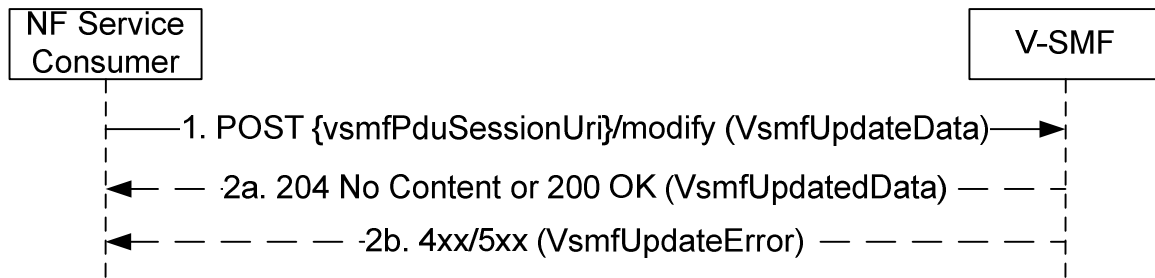 NF Service
Consumer
V-SMF
1. POST {vsmfPduSessionUri}/modify (VsmfUpdateData)
2a. 204 No Content or 200 OK (VsmfUpdatedData)
2b. 4xx/5xx (VsmfUpdateError)